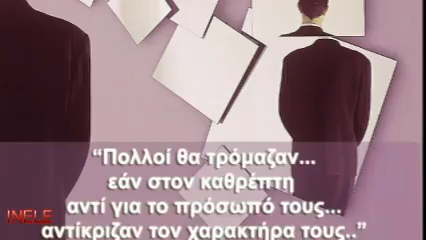 “Πολλοί θα τρόμαζαν...
εάν στον καθρέπτη
αντί για το πρόσωπό τους...
αντίκριζαν τον χαρακτήρα τους..”
INELE